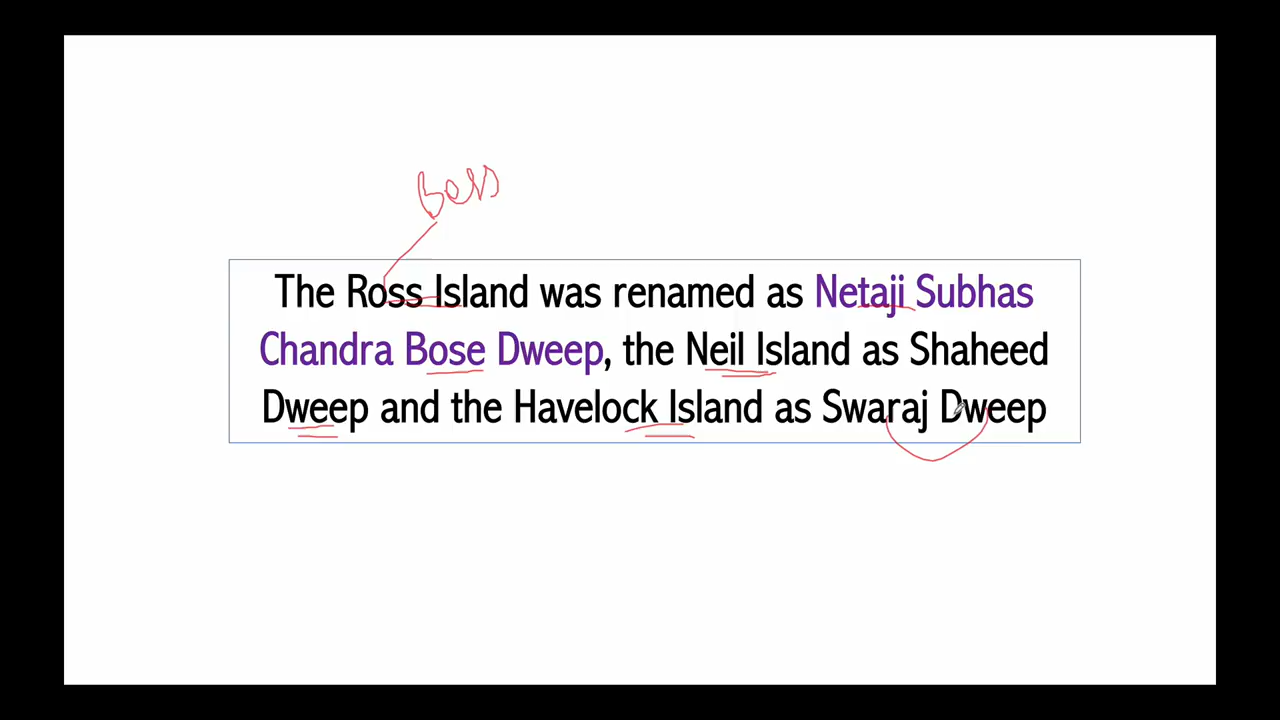 Boss
The Ross Island was renamed as Netaji Subhas
Chandra Bose Dweep, the Neil Island as Shaheed
Dweep and the Havelock Island as Swaraj Dweep